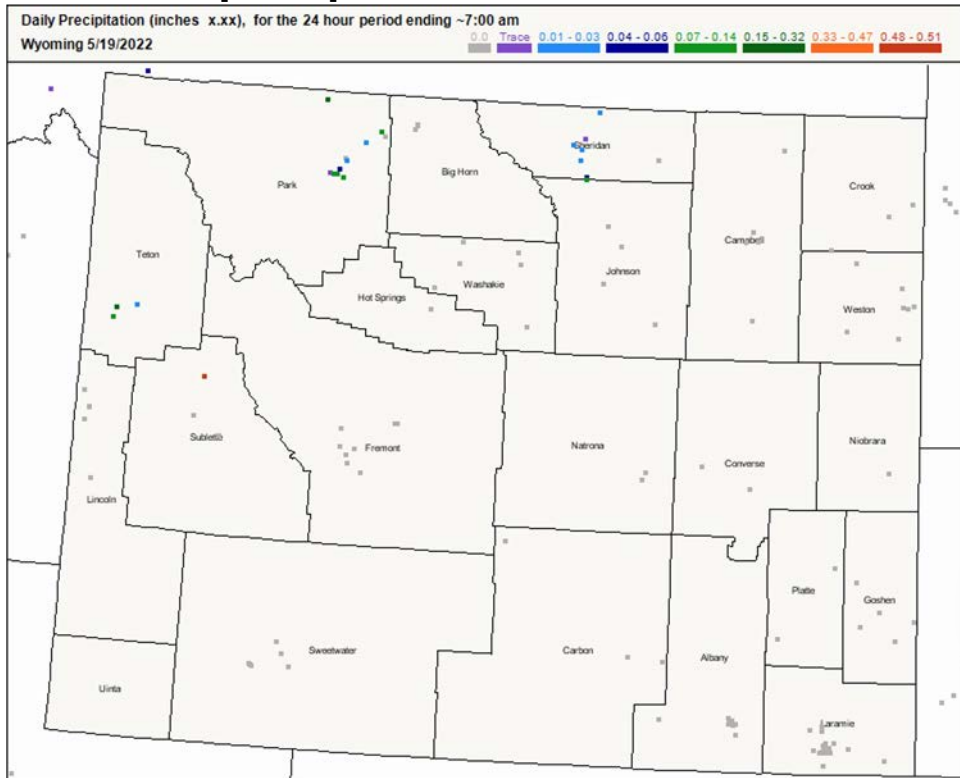 Daily Precipitation (inches x.xx), for the 24 hour period ending ~7:00 am
Wyoming 5/19/2022
0.0 Trace 0.01 - 0.03 0.04 - 0.06 0.07 - 0.14 0.15 - 0.32 0.33 - 0.47 0.48 - 0.51
Sheridan
Big Horn
Park
Crook
Campbell
Teton
Johnson
Washakie
Hot Springs
Weston
Sublette
Fremont
Natrona
Niobrara
Converse
Lincoln
Platte
Goshen
Sweetwater
Carbon
Albany
Uinta
Laramie